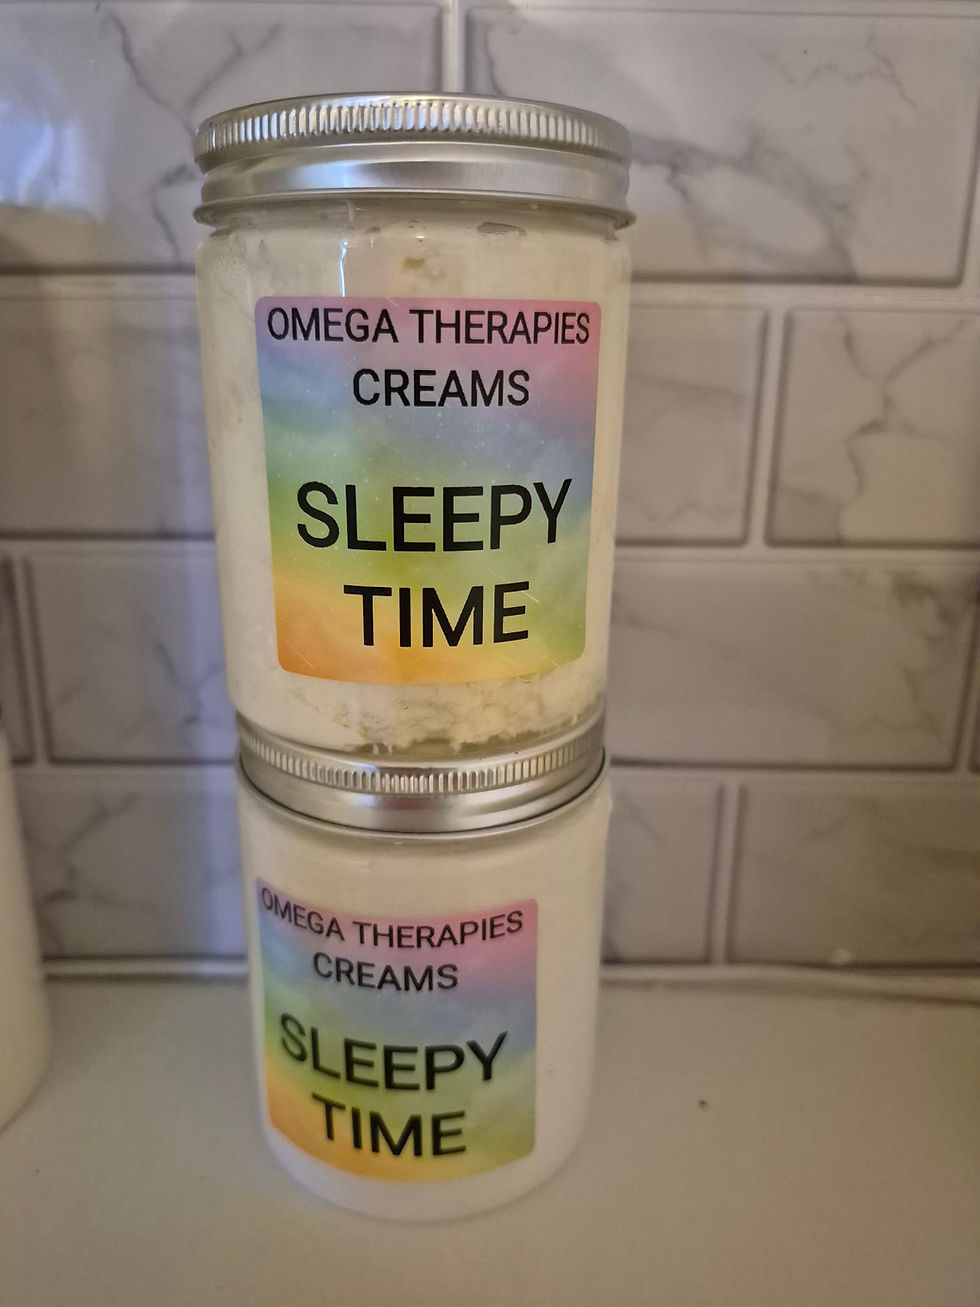 OMEGA THERAPIES
CREAMS
SLEEPY
TIME
OMEGA THERAPIES
CREAMS
SLEEPY
TIME